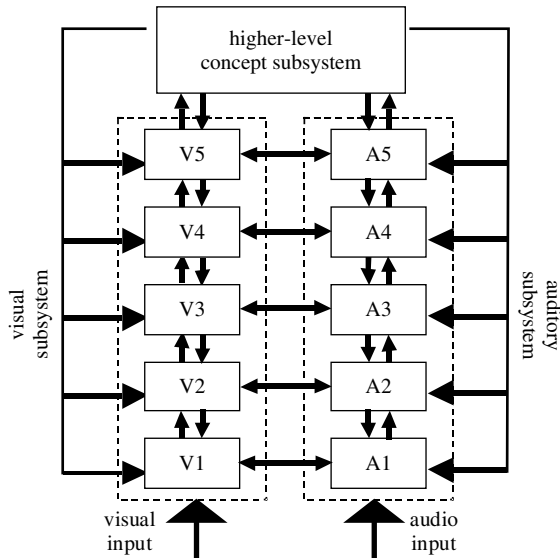 higher-level
concept subsystem
V5
A5
V4
A4
V3
A3
V2
A2
V1
A1
visual
subsystem
auditory
subsystem
visual
input
audio
input